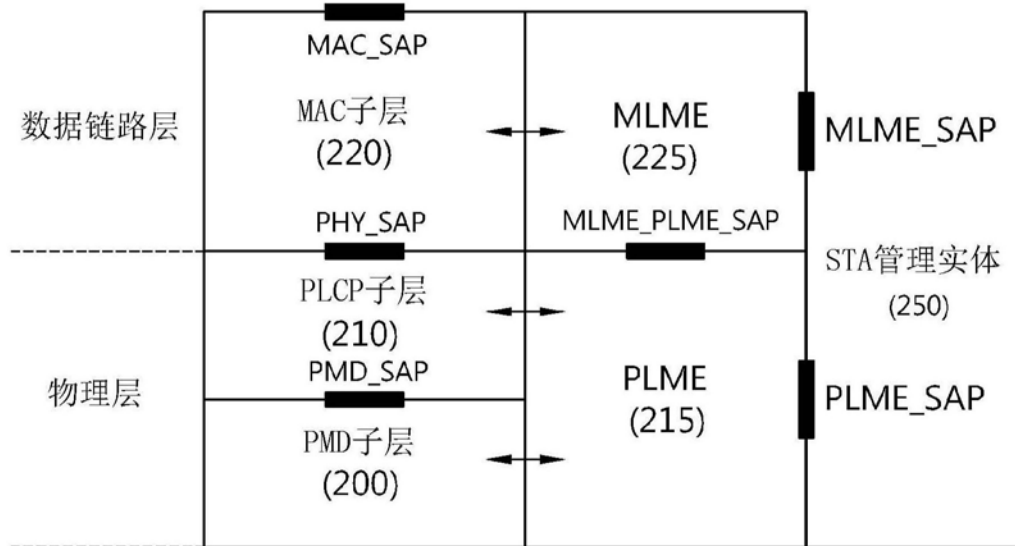 MAC_SAP
数据链路层
MAC子层
(220)
MLME
(225)
MLME_SAP
PHY_SAP
MLME_PLME_SAP
STA管理实体
(250)
PLCP子层
(210)
物理层
PMD_SAP
PLME
(215)
PLME_SAP
PMD子层
(200)